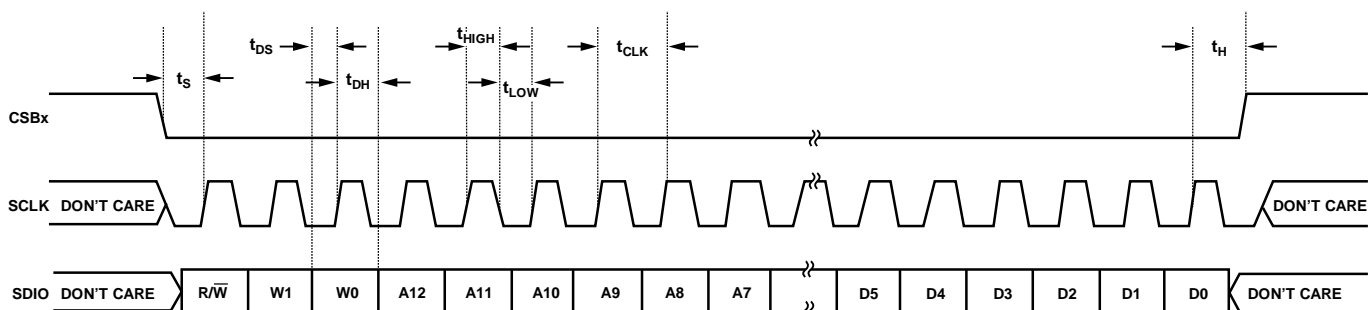 tDS tHIGH tCLK tH
tS tDH tLOW
CSBx
SCLK DON'T CARE DON'T CARE
SDIO DON'T CARE R/W̅ W1 W0 A12 A11 A10 A9 A8 A7 D5 D4 D3 D2 D1 D0 DON'T CARE